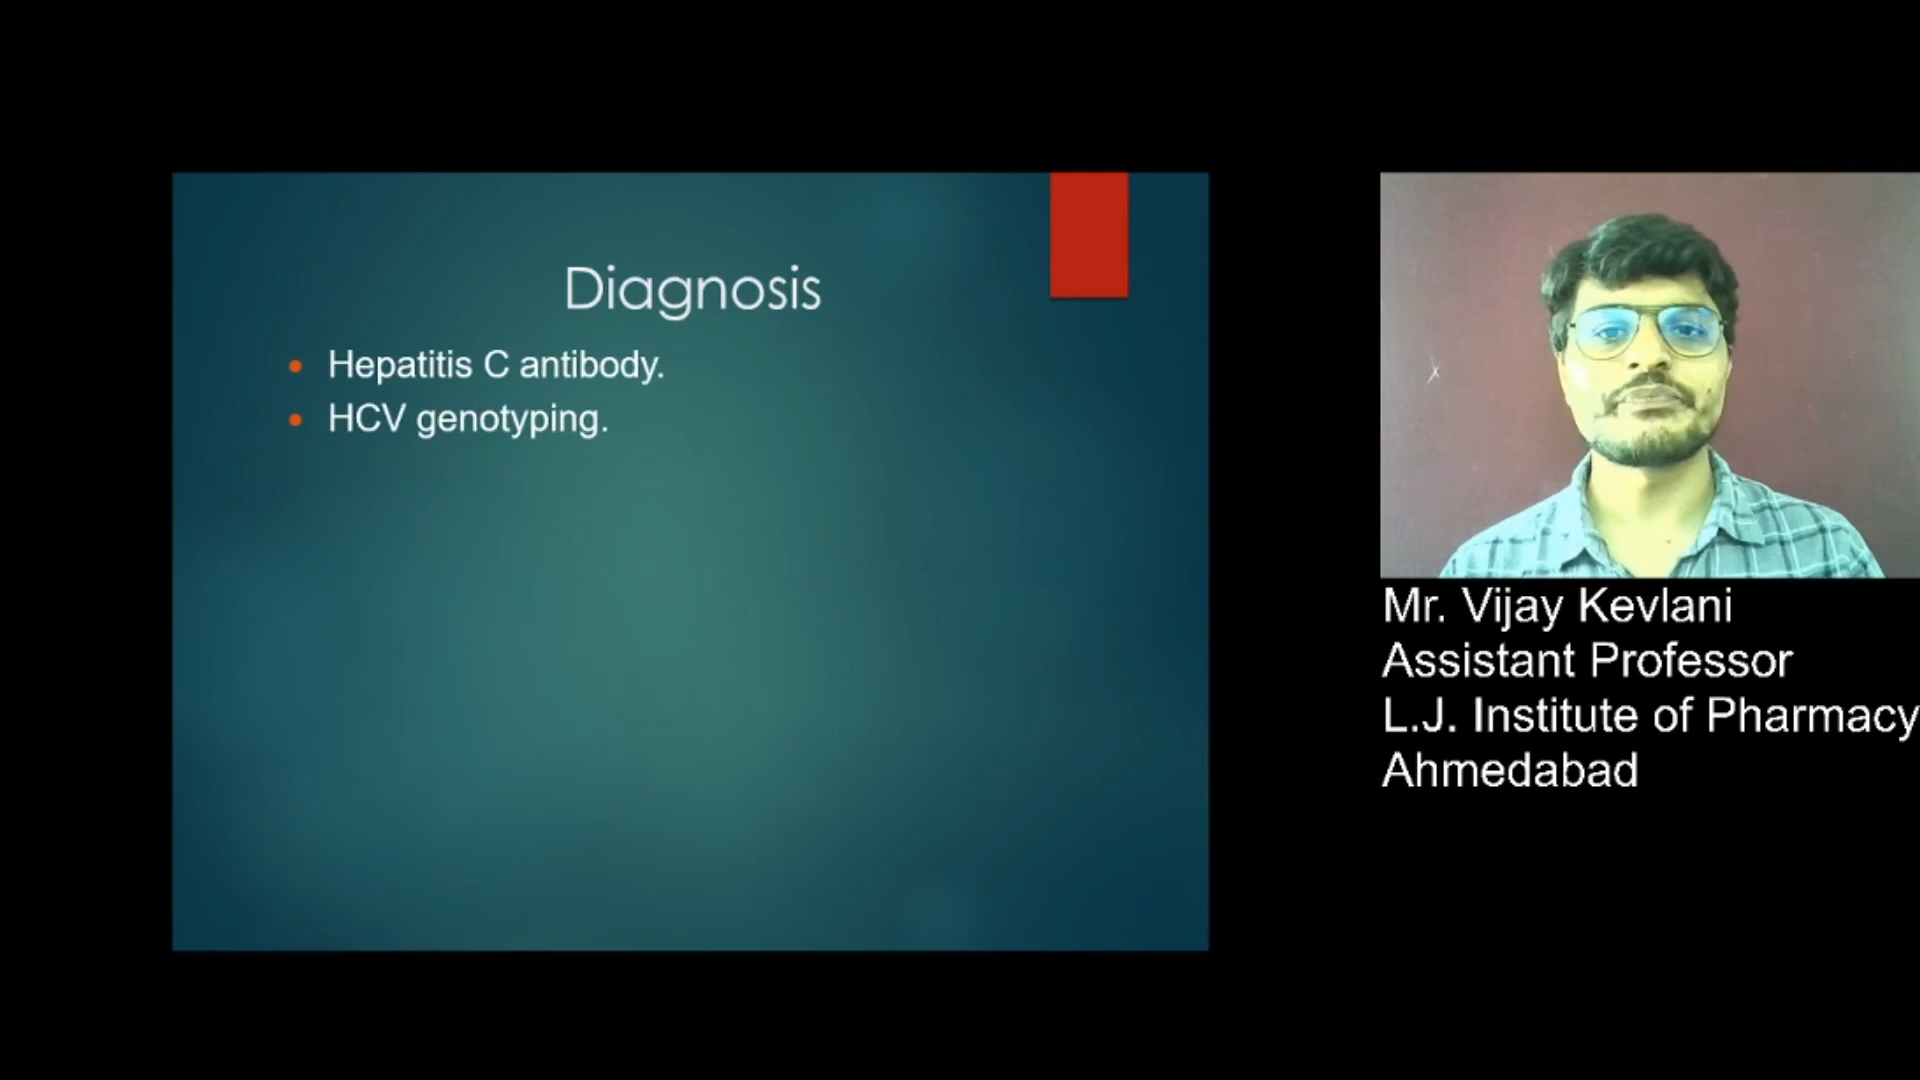 Diagnosis
Hepatitis C antibody.
HCV genotyping.
Mr. Vijay Kevlani
Assistant Professor
L.J. Institute of Pharmacy
Ahmedabad